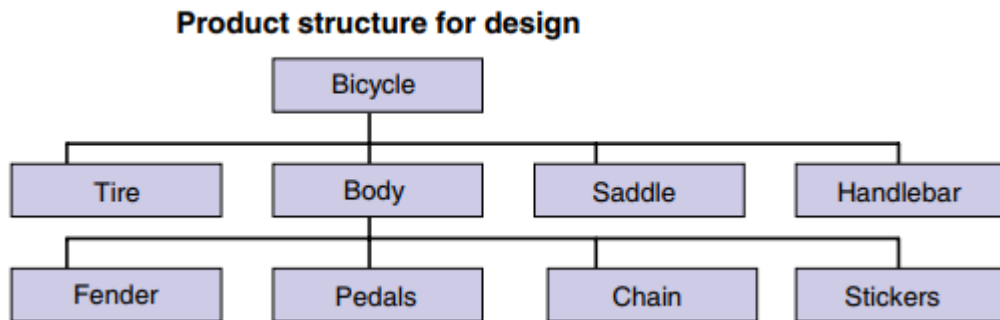 Product structure for design
Bicycle
Tire
Body
Saddle
Handlebar
Fender
Pedals
Chain
Stickers